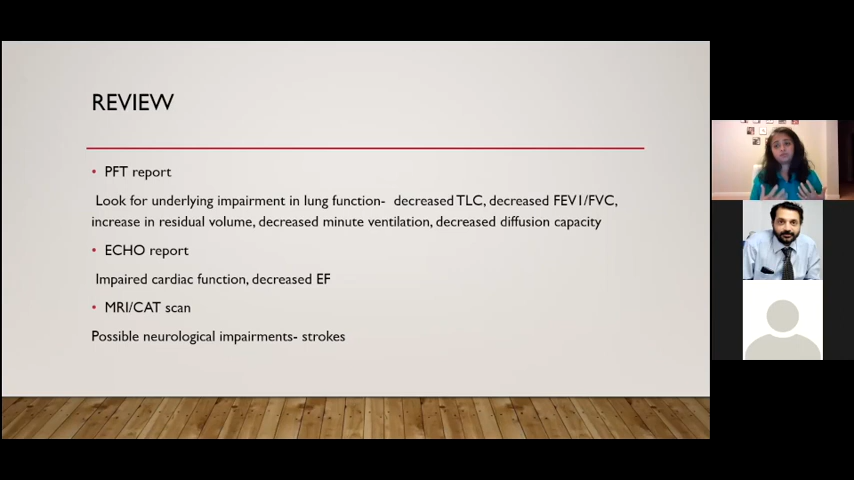 REVIEW
• PFT report
Look for underlying impairment in lung function- decreased TLC, decreased FEV1/FVC,
increase in residual volume, decreased minute ventilation, decreased diffusion capacity
• ECHO report
Impaired cardiac function, decreased EF
• MRI/CAT scan
Possible neurological impairments- strokes